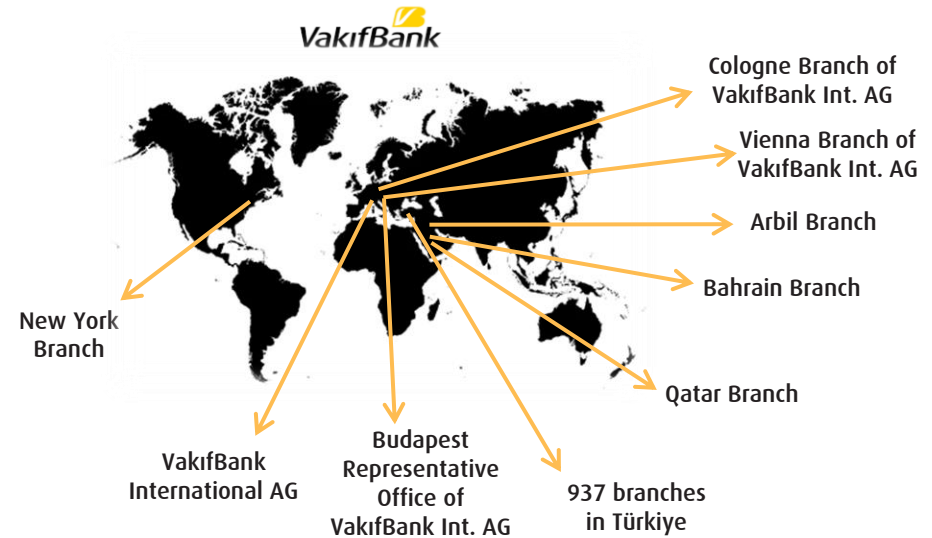 VakıfBank
Cologne Branch of
VakıfBank Int. AG
Vienna Branch of
VakıfBank Int. AG
Arbil Branch
Bahrain Branch
New York
Branch
Qatar Branch
VakıfBank
International AG
Budapest
Representative
Office of
VakıfBank Int. AG
937 branches
in Türkiye